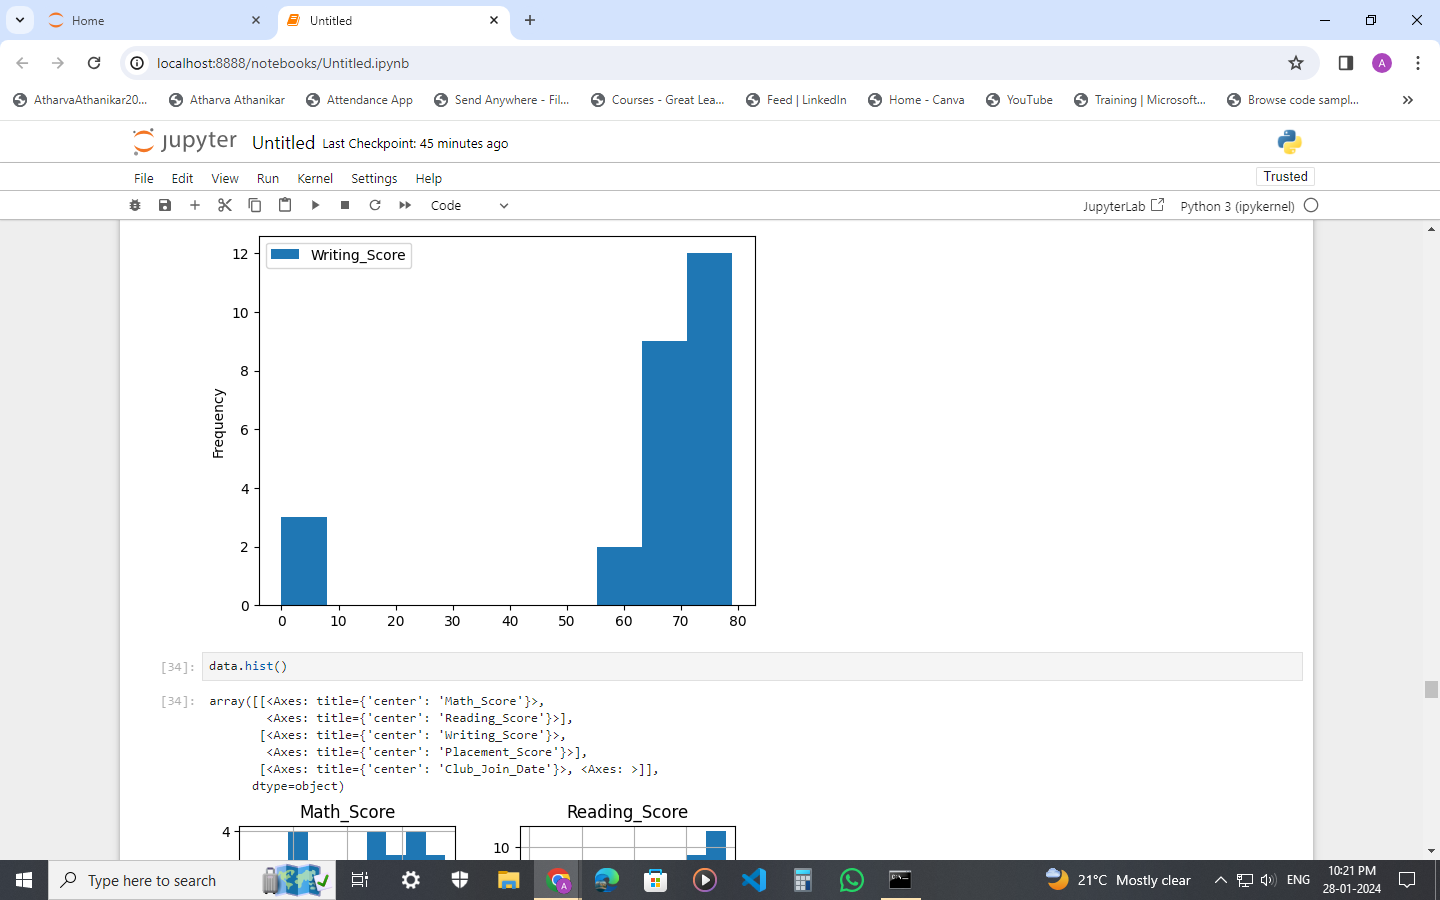 Home
Untitled
localhost:8888/notebooks/Untitled.ipynb
A
AtharvaAthanikar20...
Atharva Athanikar
Attendance App
Send Anywhere - Fil...
Courses - Great Lea...
Feed | LinkedIn
Home - Canva
YouTube
Training | Microsoft...
Browse code sampl...
jupyter Untitled Last Checkpoint: 45 minutes ago
File Edit View Run Kernel Settings Help
Trusted
Code
JupyterLab
Python 3 (ipykernel)
Writing_Score
Frequency
12
10
8
6
4
2
0
0 10 20 30 40 50 60 70 80
[34]: data.hist()
[34]: array([[<Axes: title={'center': 'Math_Score'}>,
<Axes: title={'center': 'Reading_Score'}>],
[<Axes: title={'center': 'Writing_Score'}>,
<Axes: title={'center': 'Placement_Score'}>],
[<Axes: title={'center': 'Club_Join_Date'}>, <Axes: >]],
dtype=object)
Math_Score
Reading_Score
4
10
Type here to search
A
21°C Mostly clear
ENG
10:21 PM
28-01-2024